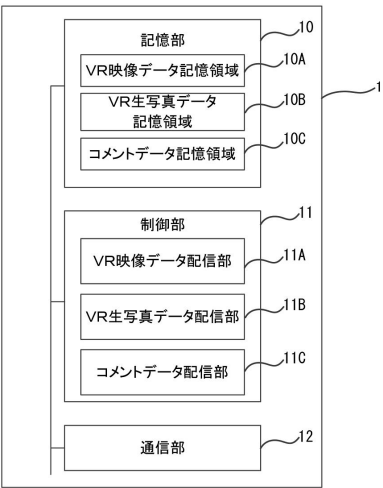 記憶部
10
VR映像データ記憶領域
10A
VR生写真データ
記憶領域
10B
コメントデータ記憶領域
10C
1
制御部
11
VR映像データ配信部
11A
VR生写真データ配信部
11B
コメントデータ配信部
11C
通信部
12